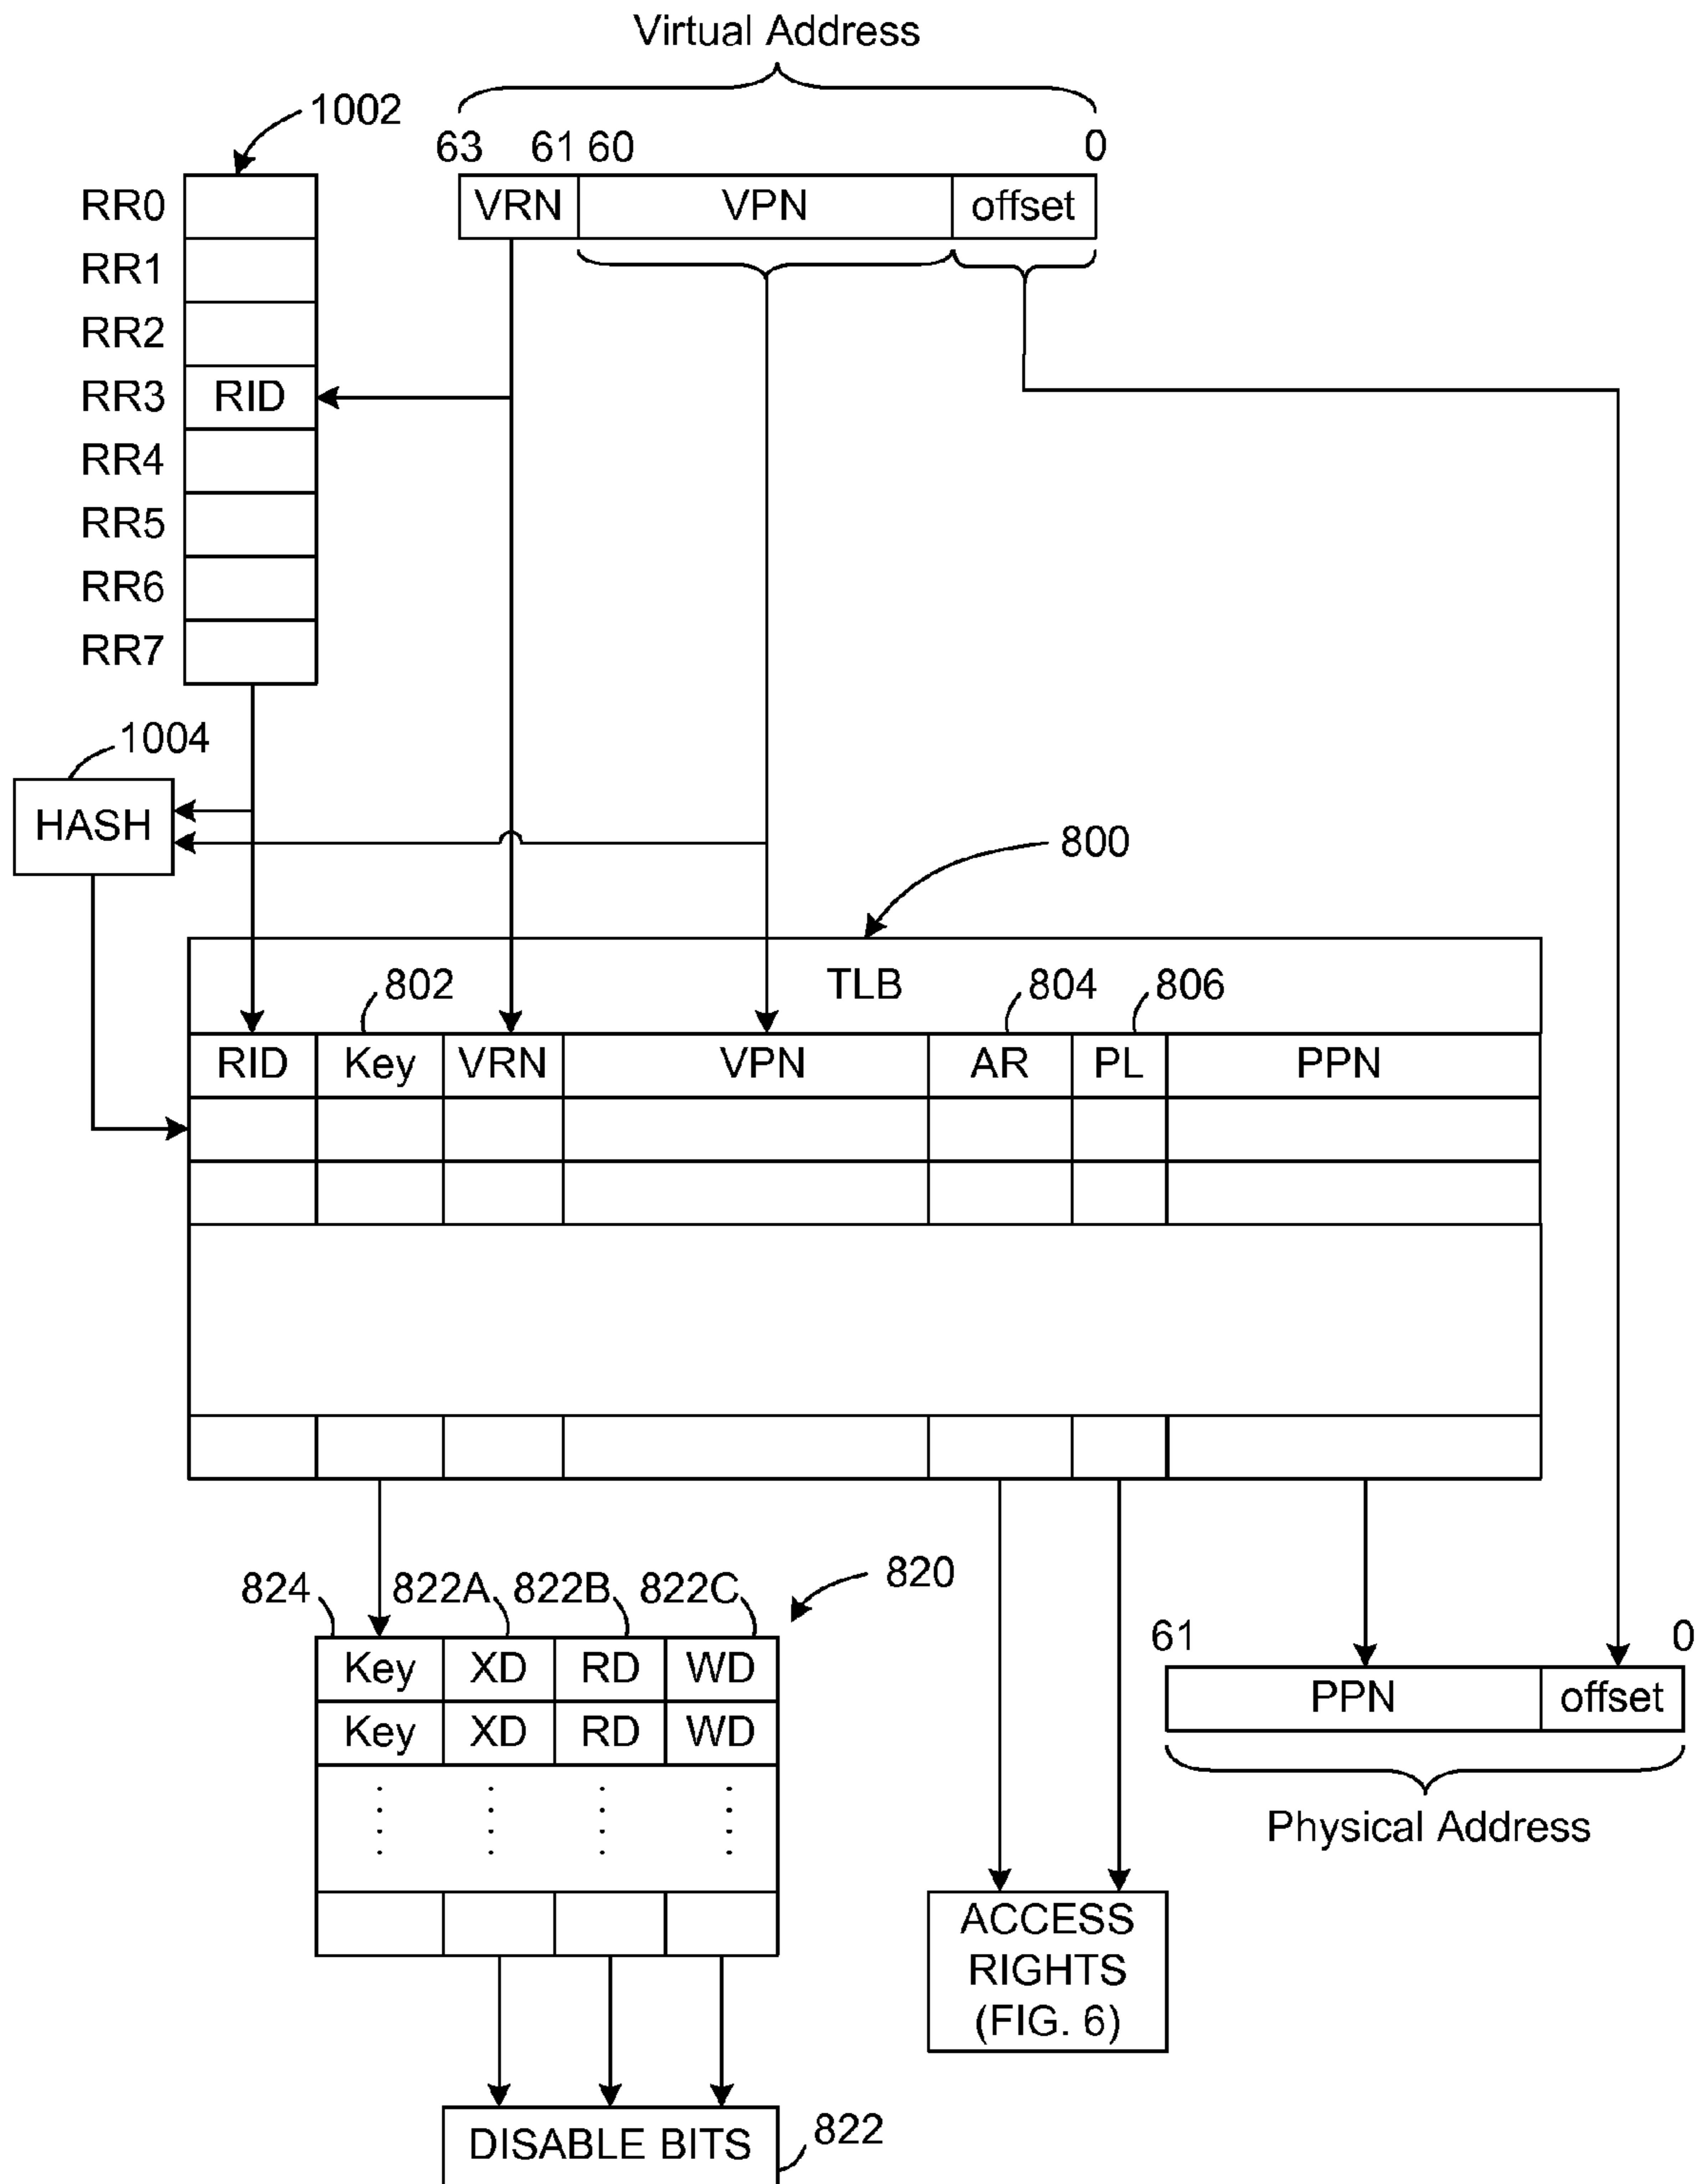 Virtual Address
1002
63 61 60 0
VRN VPN offset
RR0
RR1
RR2
RR3 RID
RR4
RR5
RR6
RR7
1004
HASH
800
TLB
802 804 806
RID Key VRN VPN AR PL PPN
820
824 822A 822B 822C
Key XD RD WD
Key XD RD WD
61 0
PPN offset
Physical Address
ACCESS
RIGHTS
(FIG. 6)
DISABLE BITS
822